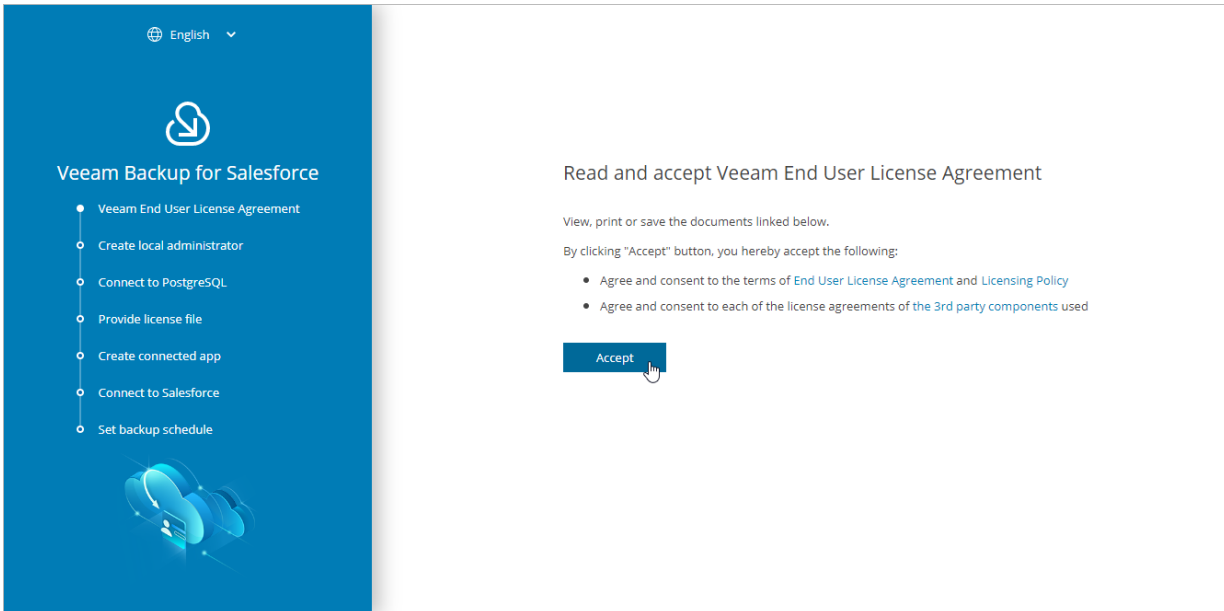 English
Veeam Backup for Salesforce
Veeam End User License Agreement
Create local administrator
Connect to PostgreSQL
Provide license file
Create connected app
Connect to Salesforce
Set backup schedule
Read and accept Veeam End User License Agreement
View, print or save the documents linked below.
By clicking "Accept" button, you hereby accept the following:
Agree and consent to the terms of End User License Agreement and Licensing Policy
Agree and consent to each of the license agreements of the 3rd party components used
Accept